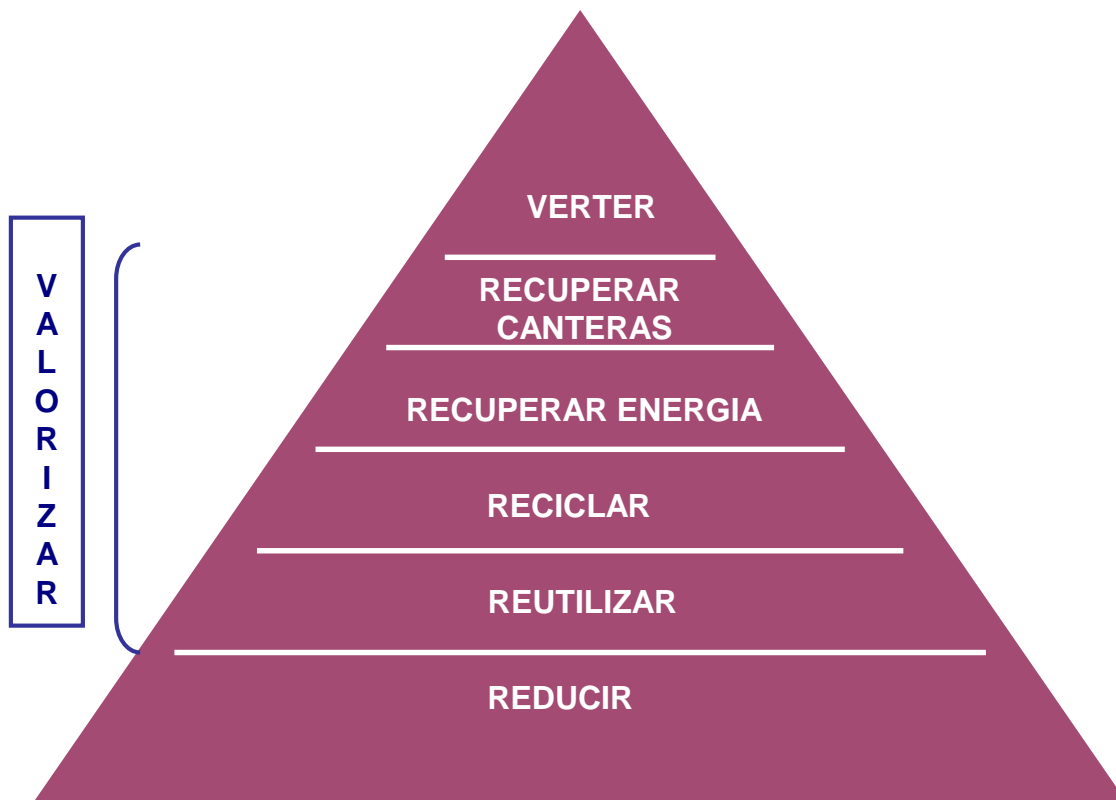 VERTER
RECUPERAR
CANTERAS
RECUPERAR ENERGIA
RECICLAR
REUTILIZAR
REDUCIR
V
A
L
O
R
I
Z
A
R